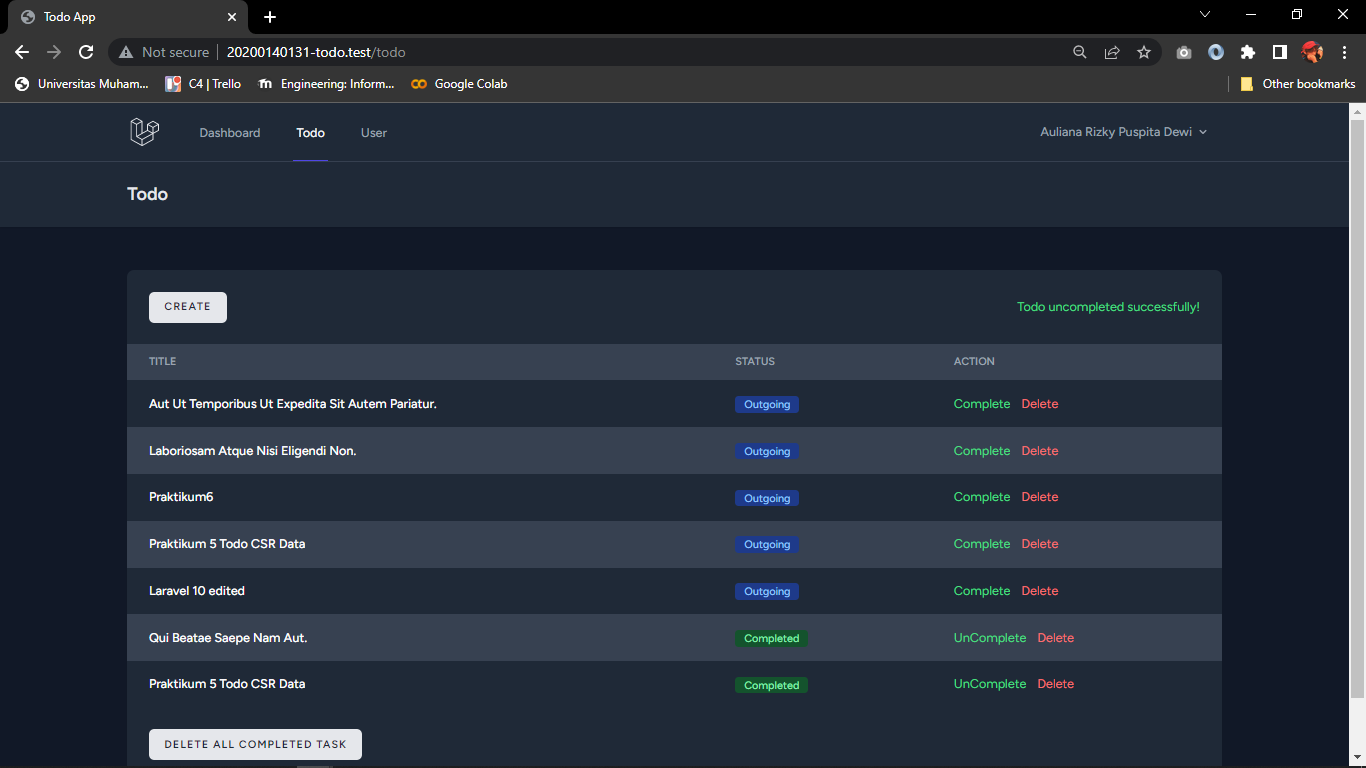 Todo App
Not secure 20200140131-todo.test/todo
Universitas Muham... C4 | Trello Engineering: Inform... Google Colab Other bookmarks
Dashboard Todo User Auliana Rizky Puspita Dewi
Todo
CREATE Todo uncompleted successfully!
TITLE STATUS ACTION
Aut Ut Temporibus Ut Expedita Sit Autem Pariatur. Outgoing Complete Delete
Laboriosam Atque Nisi Eligendi Non. Outgoing Complete Delete
Praktikum6 Outgoing Complete Delete
Praktikum 5 Todo CSR Data Outgoing Complete Delete
Laravel 10 edited Outgoing Complete Delete
Qui Beatae Saepe Nam Aut. Completed UnComplete Delete
Praktikum 5 Todo CSR Data Completed UnComplete Delete
DELETE ALL COMPLETED TASK